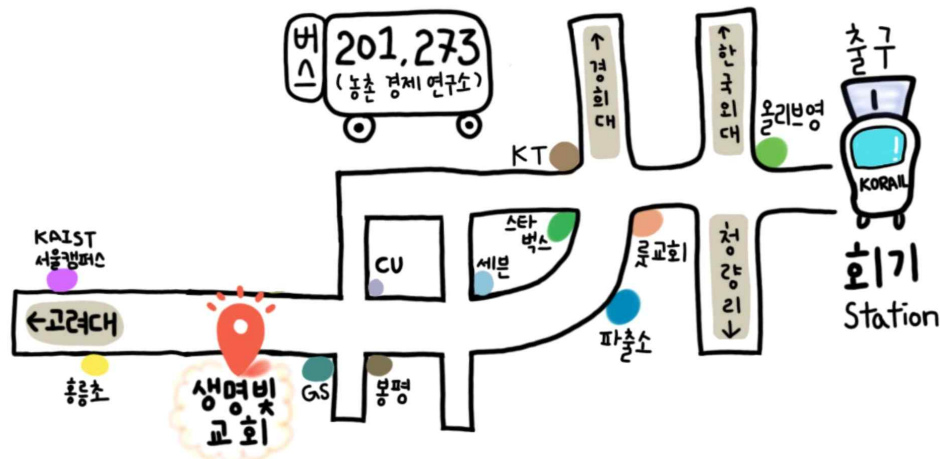 버스
201, 273
(농촌 경제 연구소)
↑경희대
↑한국외대
출구
1
올리브영
KT
KORAIL
스타
벅스
룻교회
청량리↓
회기
Station
KAIST
서울캠퍼스
CU
세븐
파출소
←고려대
홍릉초
GS
봉평
생명빛
교회